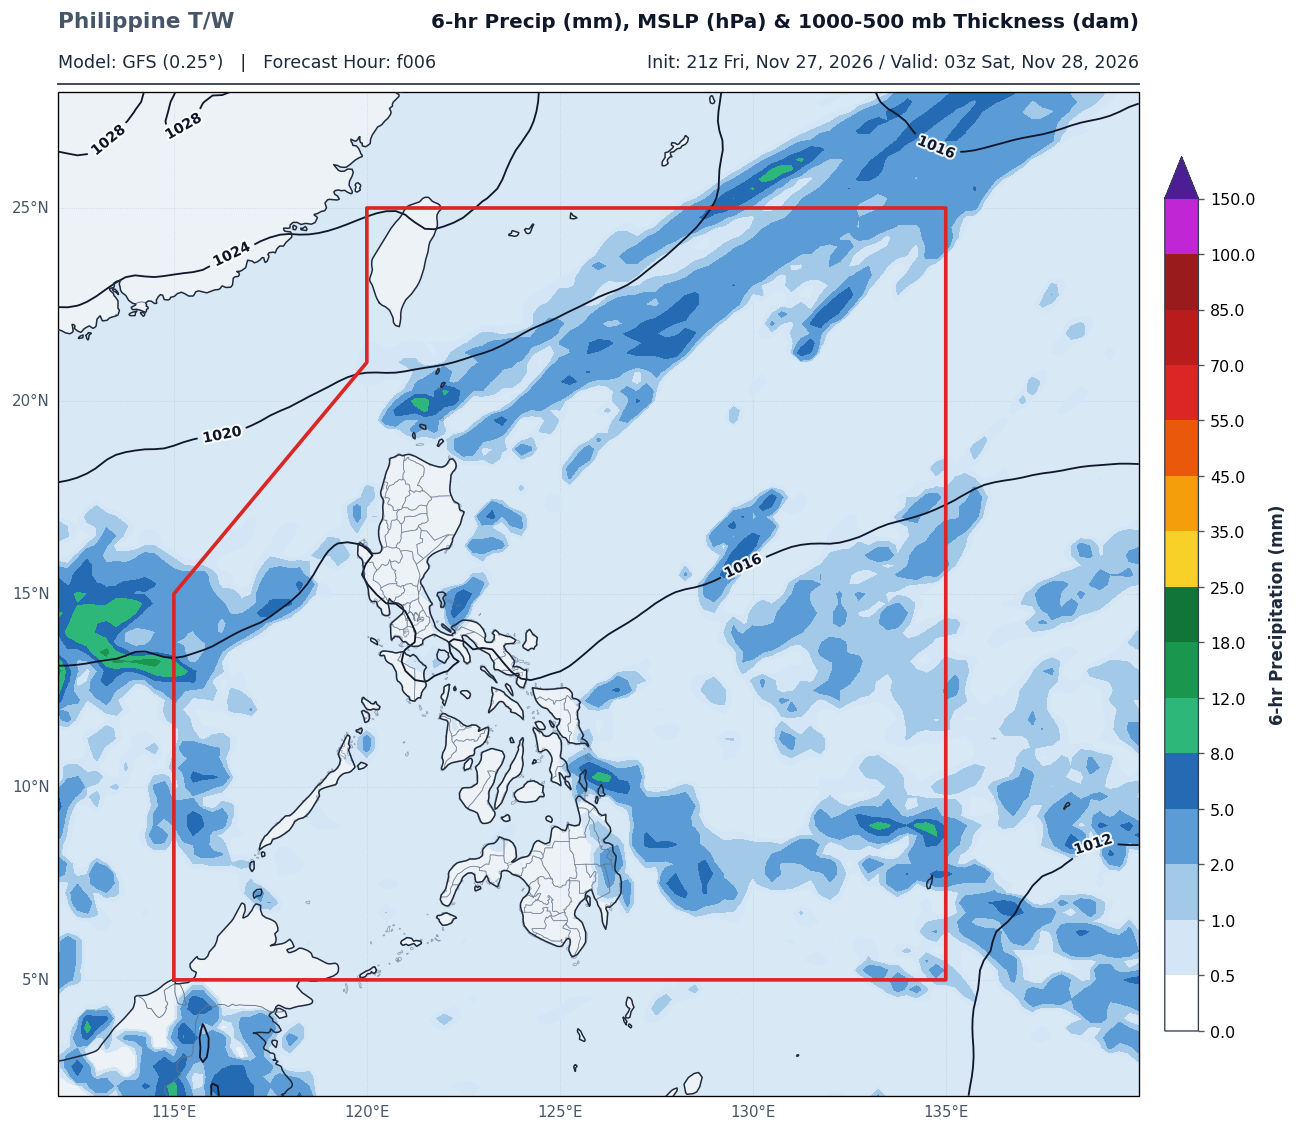 Philippine T/W
6-hr Precip (mm), MSLP (hPa) & 1000-500 mb Thickness (dam)
Model: GFS (0.25°)   |   Forecast Hour: f006
Init: 21z Fri, Nov 27, 2026 / Valid: 03z Sat, Nov 28, 2026
1028
1028
1016
1024
1020
1016
1012
25°N
20°N
15°N
10°N
5°N
115°E
120°E
125°E
130°E
135°E
150.0
100.0
85.0
70.0
55.0
45.0
35.0
25.0
18.0
12.0
8.0
5.0
2.0
1.0
0.5
0.0
6-hr Precipitation (mm)